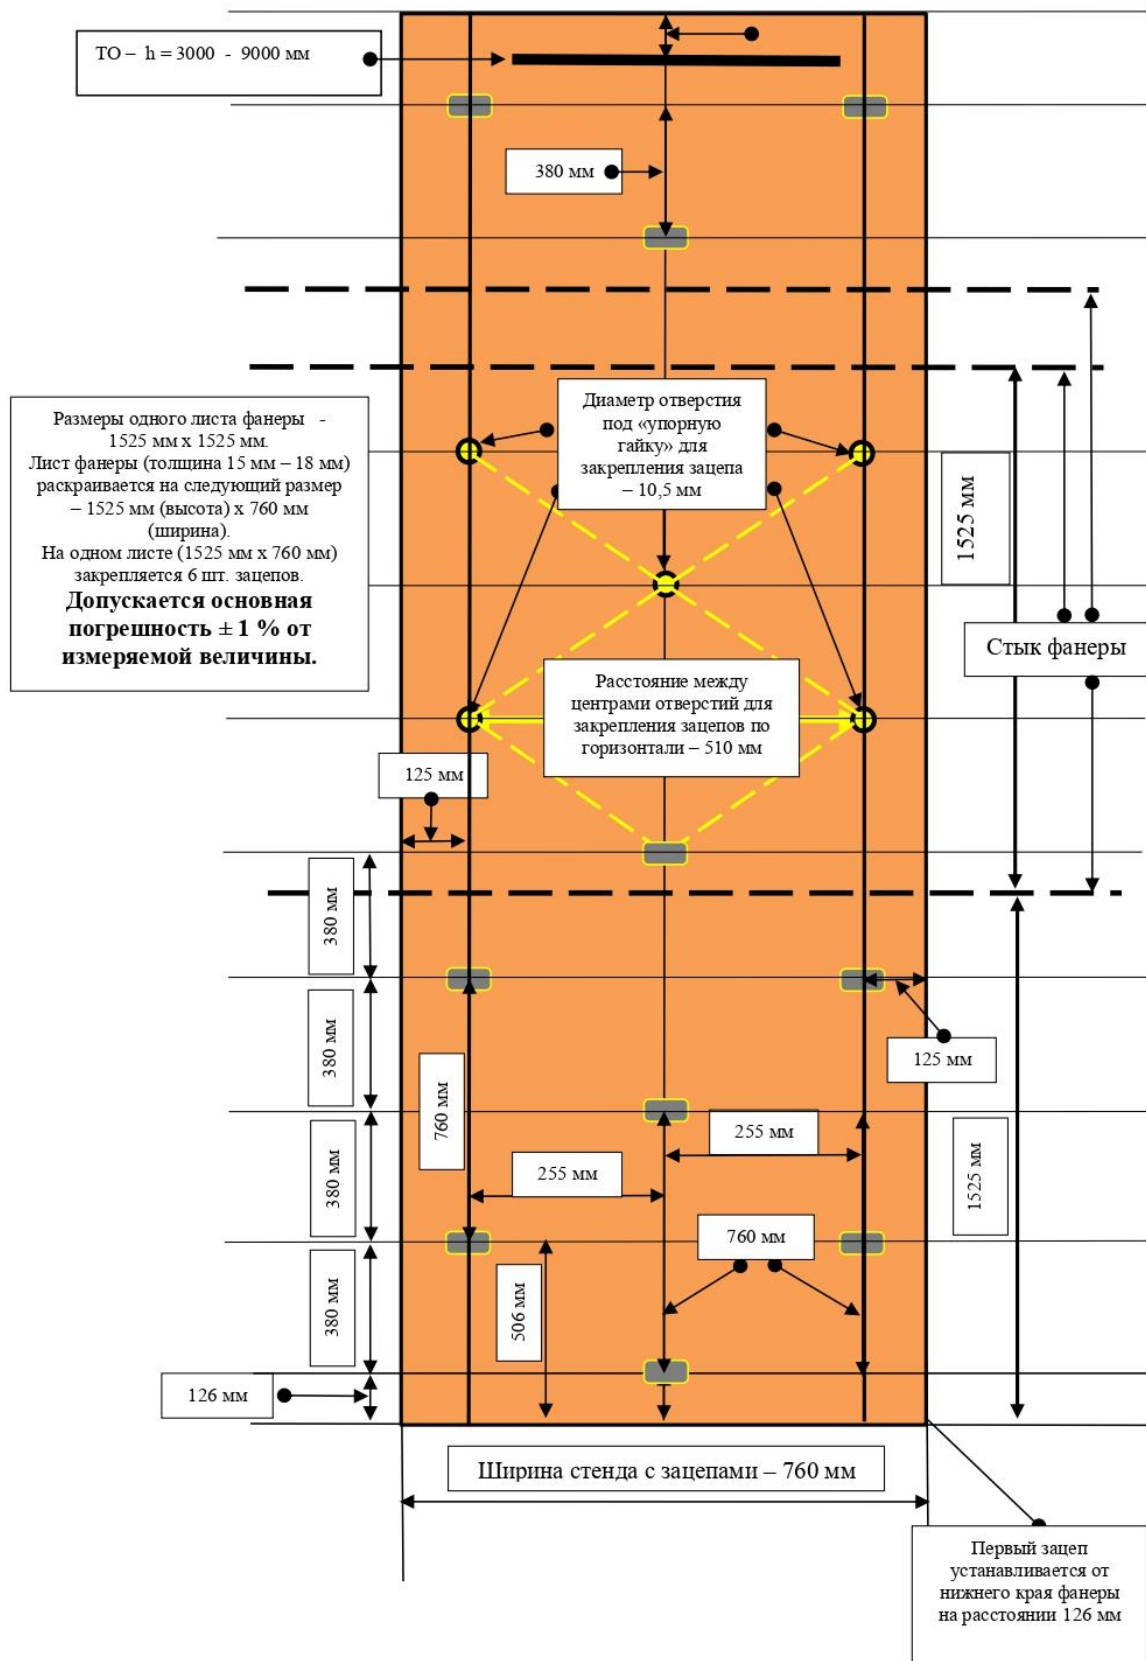 ТО – h = 3000 - 9000 мм
380 мм
Размеры одного листа фанеры -
1525 мм х 1525 мм.
Лист фанеры (толщина 15 мм – 18 мм)
раскраивается на следующий размер
– 1525 мм (высота) х 760 мм
(ширина).
На одном листе (1525 мм х 760 мм)
закрепляется 6 шт. зацепов.
Допускается основная
погрешность ± 1 % от
измеряемой величины.
Диаметр отверстия
под «упорную
гайку» для
закрепления зацепа
– 10,5 мм
1525 мм
Стык фанеры
Расстояние между
центрами отверстий для
закрепления зацепов по
горизонтали – 510 мм
125 мм
380 мм
380 мм
760 мм
125 мм
380 мм
255 мм
255 мм
1525 мм
760 мм
380 мм
506 мм
126 мм
Ширина стенда с зацепами – 760 мм
Первый зацеп
устанавливается от
нижнего края фанеры
на расстоянии 126 мм